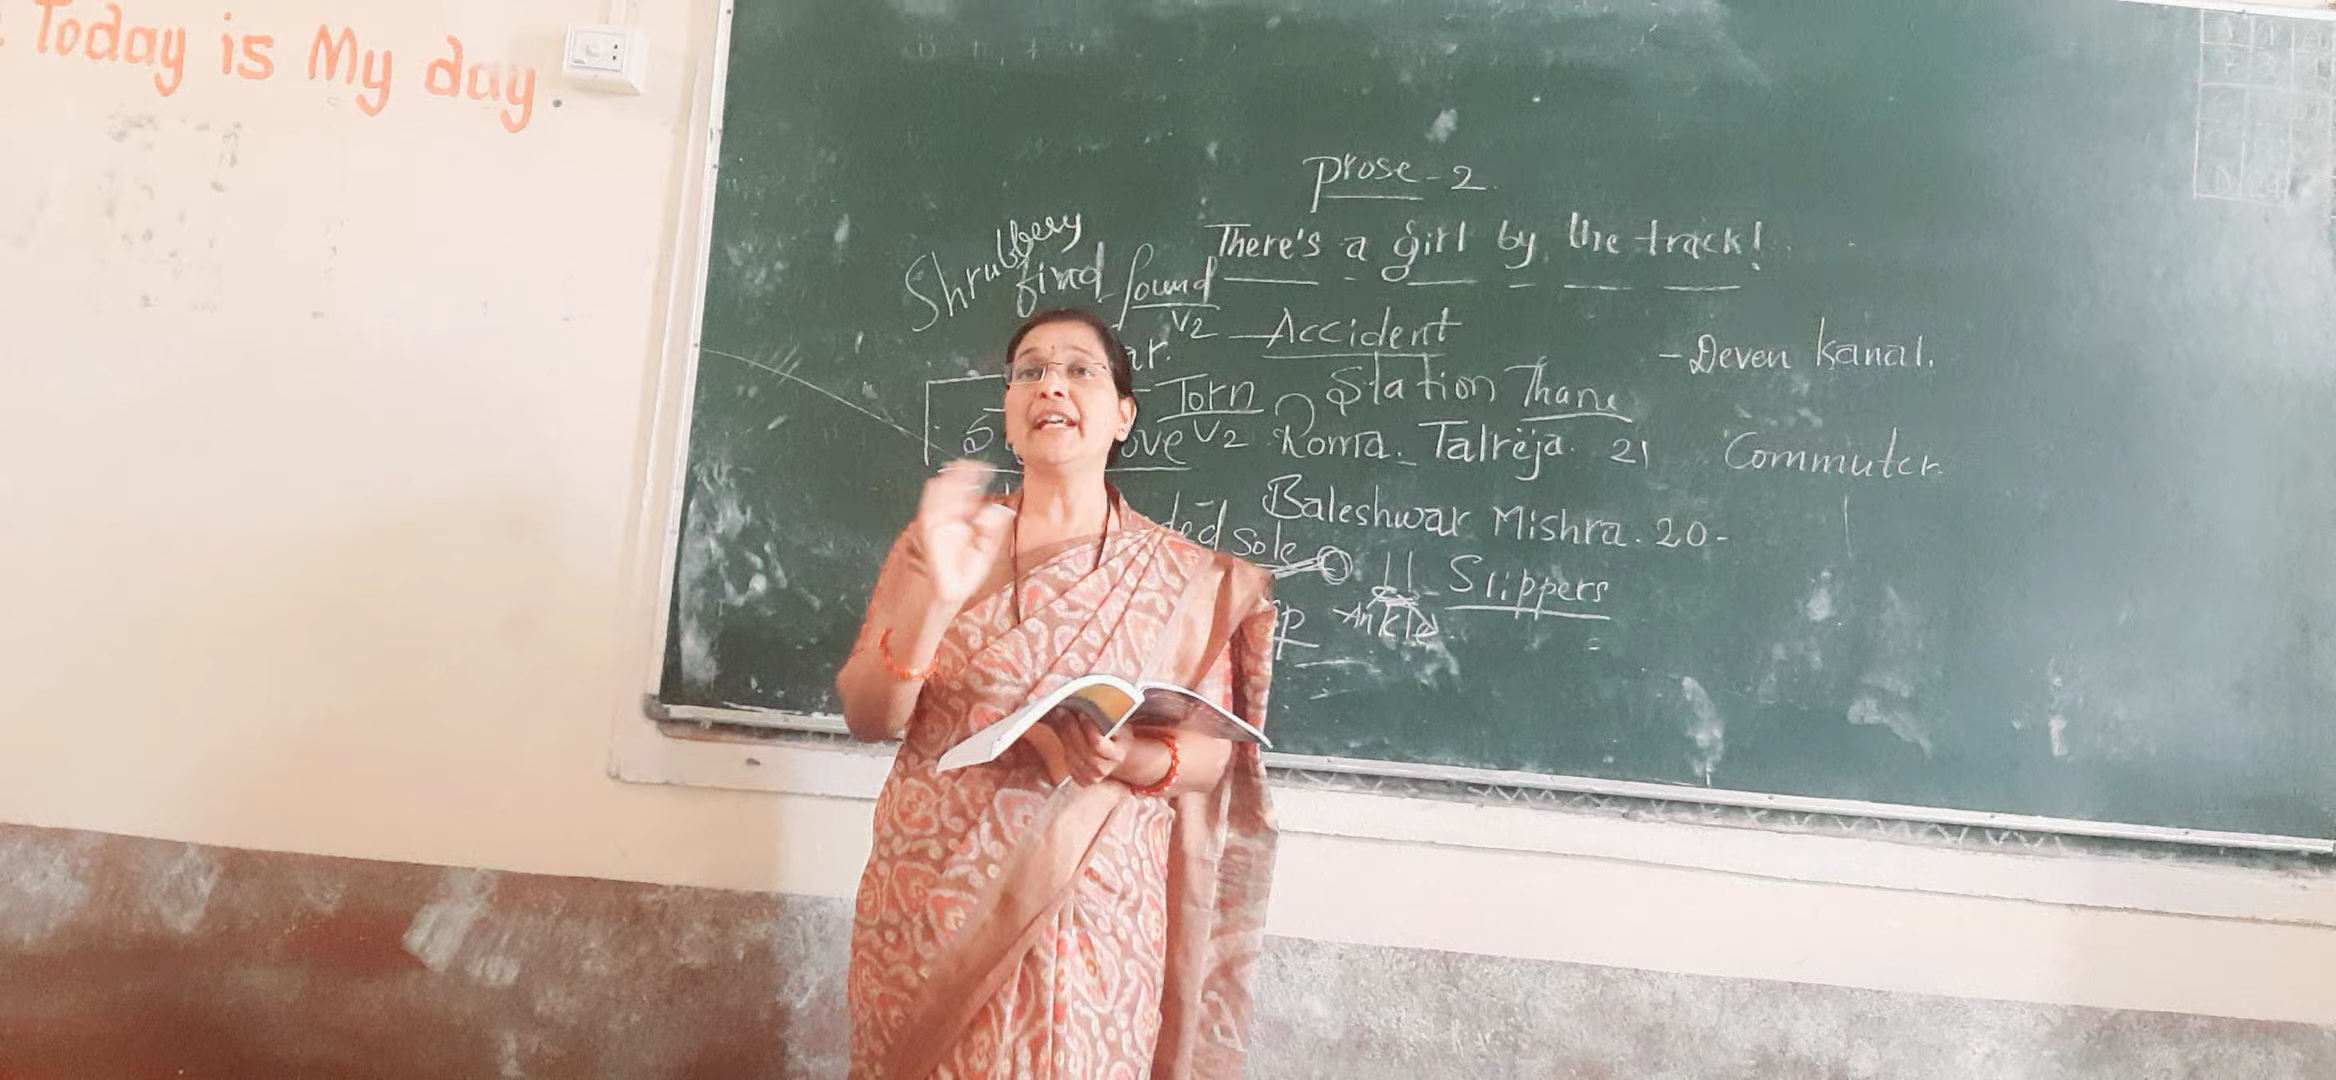 Today is My day.
Prose - 2.
There's a girl by the track!
Shrubbery
find found
V2 - Accident
- Deven Kanal.
Torn Station Thane
V2 Roma. Talreja. 21 Commuter.
Baleshwar Mishra. 20-
Sole
Slippers
Ankle